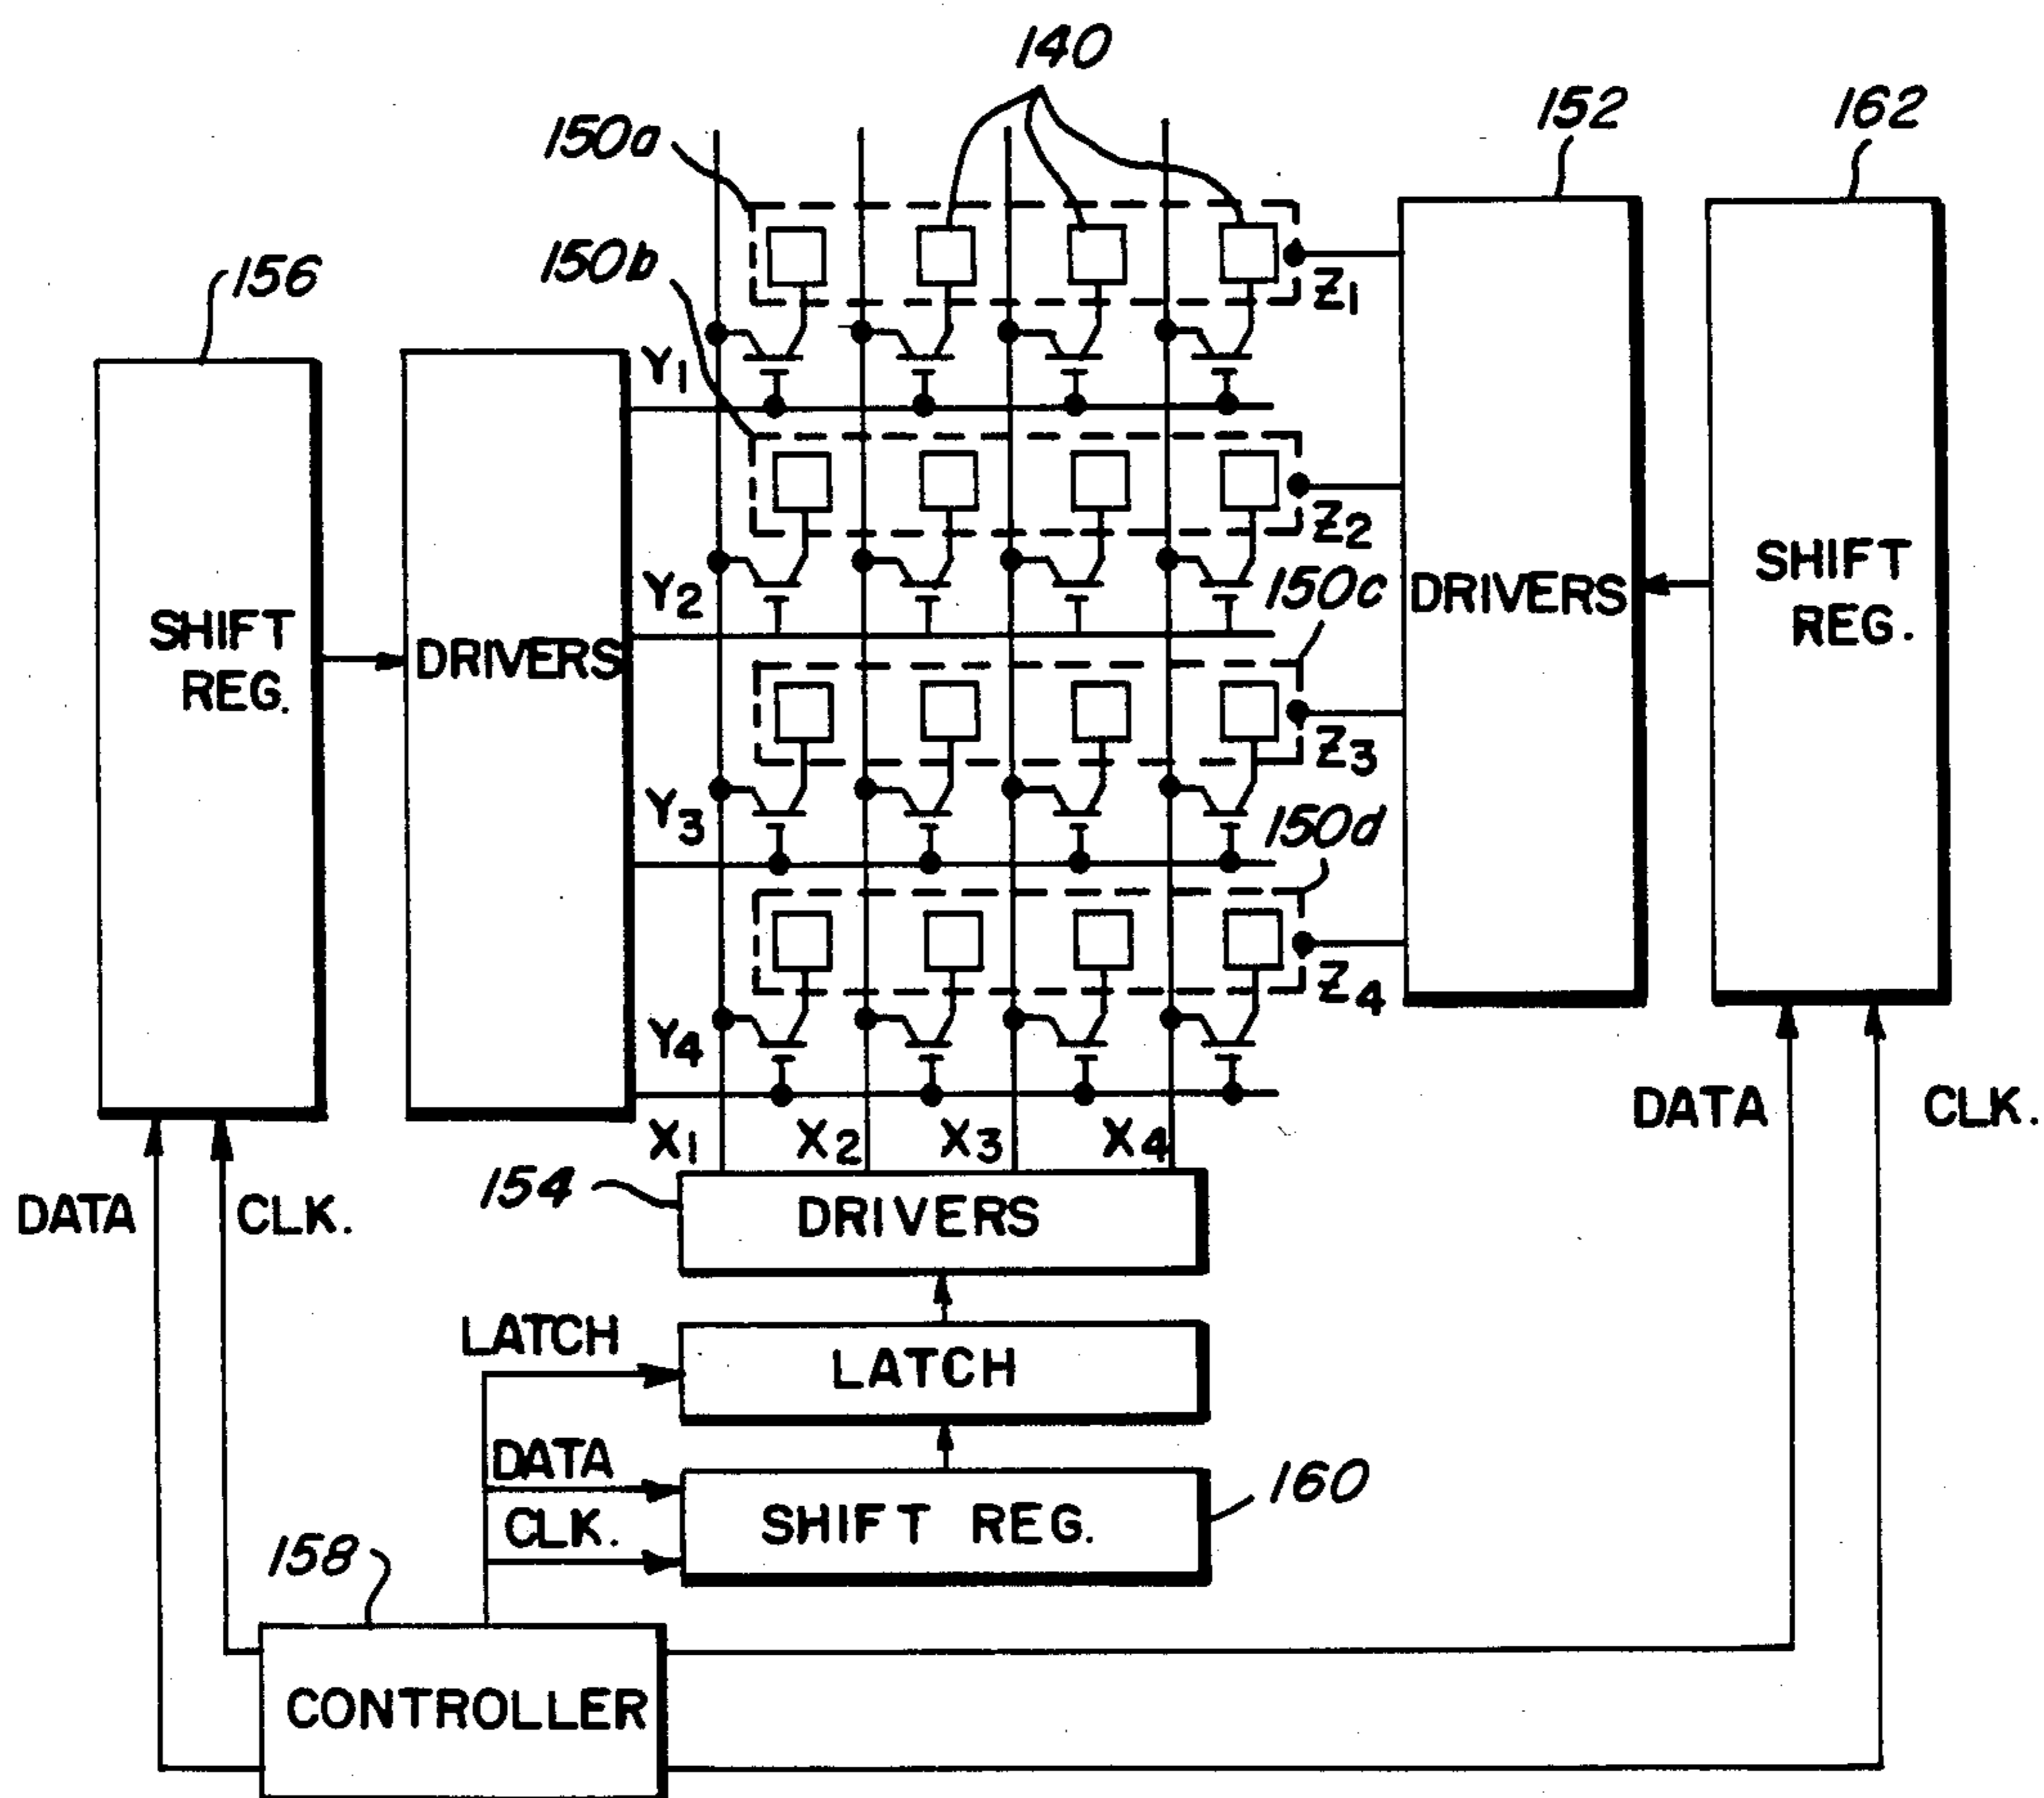 140
150a
152
162
150b
156
Z1
Y1
SHIFT
REG.
DRIVERS
Z2
150c
Y2
DRIVERS
SHIFT
REG.
Z3
Y3
150d
Z4
Y4
DATA
CLK.
X1
X2
X3
X4
154
DRIVERS
DATA
CLK.
LATCH
LATCH
DATA
CLK.
SHIFT REG.
160
158
CONTROLLER